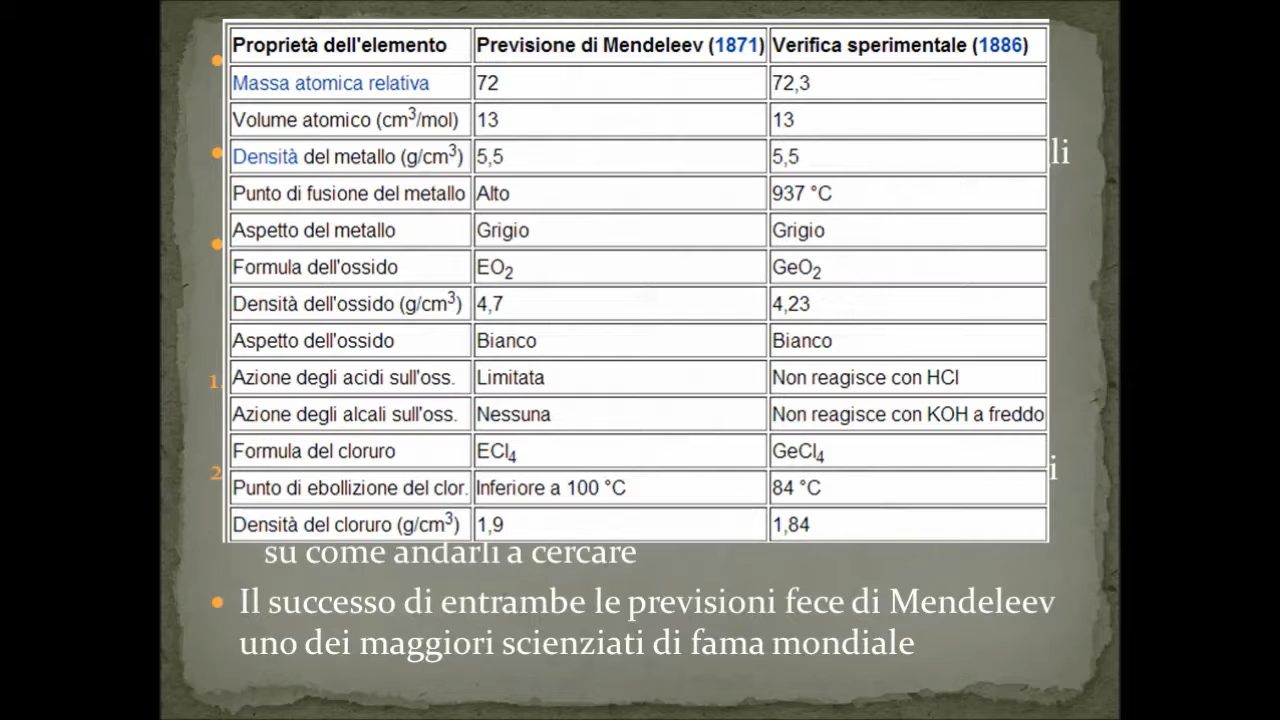 Proprietà dell'elemento Previsione di Mendeleev (1871) Verifica sperimentale (1886)
Massa atomica relativa 72 72,3
Volume atomico (cm³/mol) 13 13
Densità del metallo (g/cm³) 5,5 5,5
Punto di fusione del metallo Alto 937 °C
Aspetto del metallo Grigio Grigio
Formula dell'ossido EO₂ GeO₂
Densità dell'ossido (g/cm³) 4,7 4,23
Aspetto dell'ossido Bianco Bianco
Azione degli acidi sull'oss. Limitata Non reagisce con HCl
Azione degli alcali sull'oss. Nessuna Non reagisce con KOH a freddo
Formula del cloruro ECl₄ GeCl₄
Punto di ebollizione del clor. Inferiore a 100 °C 84 °C
Densità del cloruro (g/cm³) 1,9 1,84
su come andarli a cercare
• Il successo di entrambe le previsioni fece di Mendeleev
uno dei maggiori scienziati di fama mondiale